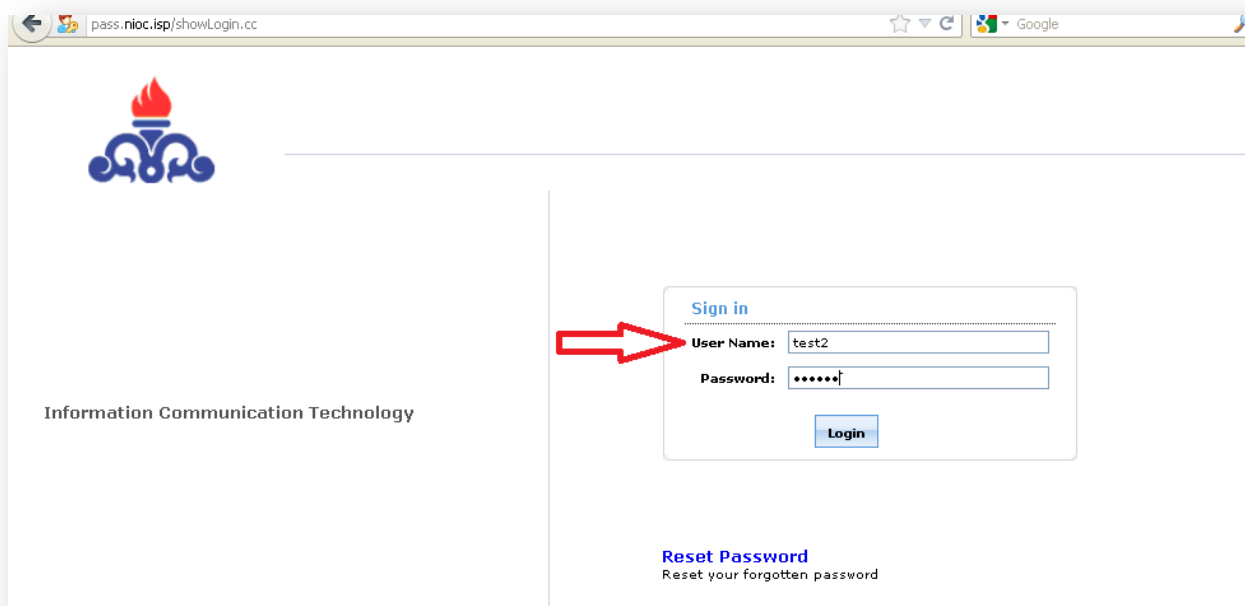 pass.nioc.isp/showLogin.cc
Google
Sign in
User Name: test2
Password: ••••••
Information Communication Technology
Login
Reset Password
Reset your forgotten password